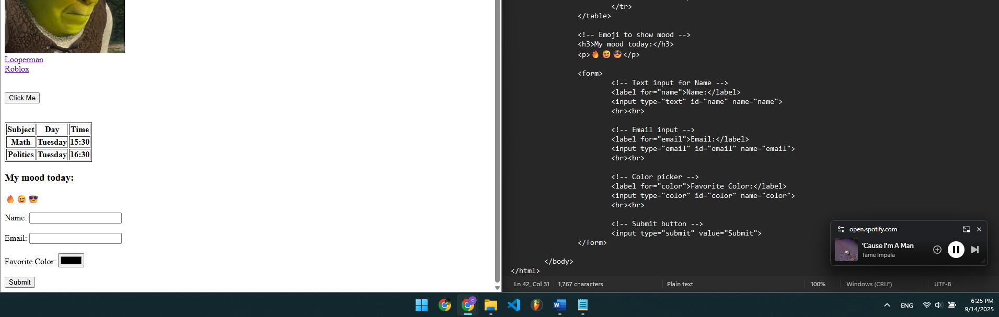 Looperman
Roblox
Click Me
Subject Day Time
Math Tuesday 15:30
Politics Tuesday 16:30
My mood today:
🔥 😉 😎
Name:
Email:
Favorite Color:
Submit
</tr>
</table>
<!-- Emoji to show mood -->
<h3>My mood today:</h3>
<p>🔥 😉 😎</p>
<form>
<!-- Text input for Name -->
<label for="name">Name:</label>
<input type="text" id="name" name="name">
<br><br>
<!-- Email input -->
<label for="email">Email:</label>
<input type="email" id="email" name="email">
<br><br>
<!-- Color picker -->
<label for="color">Favorite Color:</label>
<input type="color" id="color" name="color">
<br><br>
<!-- Submit button -->
<input type="submit" value="Submit">
</form>
</body>
</html>
open.spotify.com
'Cause I'm A Man
Tame Impala
Ln 42, Col 31 1,767 characters Plain text 100% Windows (CRLF) UTF-8
C
W
ENG
6:25 PM
9/14/2025